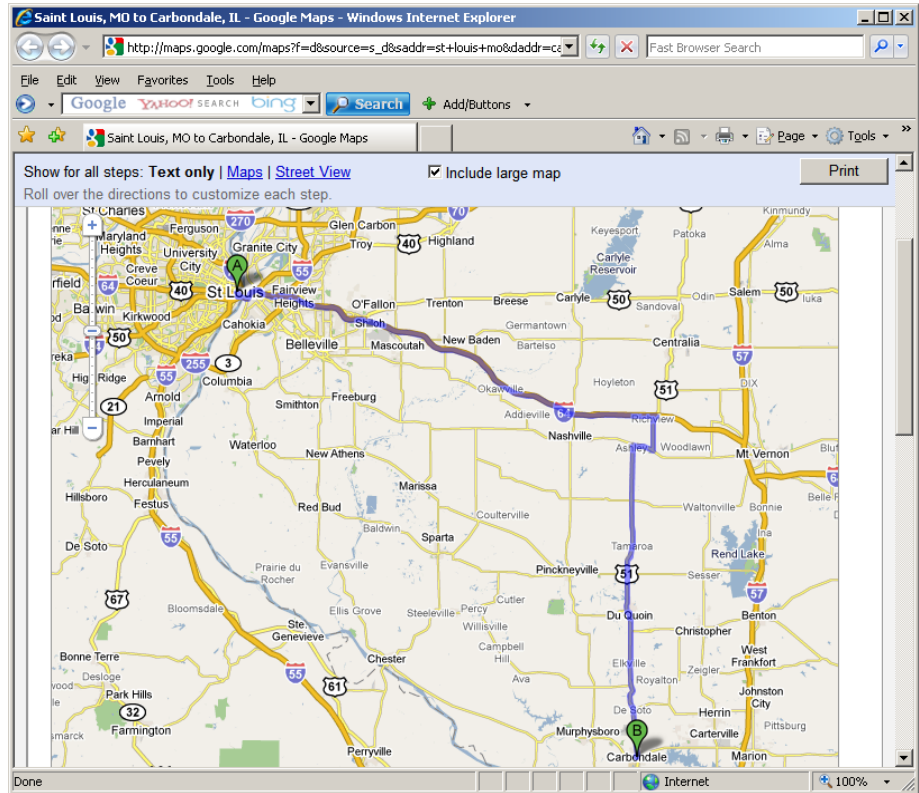 Saint Louis, MO to Carbondale, IL - Google Maps - Windows Internet Explorer
http://maps.google.com/maps?f=d&source=s_d&saddr=st+louis+mo&daddr=ca
Fast Browser Search
File Edit View Favorites Tools Help
Google YAHOO! SEARCH bing Search Add/Buttons
Saint Louis, MO to Carbondale, IL - Google Maps
Page Tools »
Show for all steps: Text only | Maps | Street View
Include large map
Print
Roll over the directions to customize each step.
St Charles
270
70
Kinmundy
Ferguson
Glen Carbon
Maryland Heights
University City
Granite City
Troy
40
Highland
Keyesport
Patoka
Alma
Creve Coeur
A
55
Carlyle Reservoir
64
40
St Louis
Fairview Heights
O'Fallon
Trenton
Breese
Carlyle
50
Sandoval
Odin
Salem
50
Iuka
Kirkwood
Cahokia
Shiloh
Germantown
50
Belleville
Mascoutah
New Baden
Bartelso
Centralia
57
255
3
Columbia
Okawville
Hoyleton
51
DIX
High Ridge
55
Arnold
Smithton
Freeburg
Addieville
64
Richview
21
Imperial
Barnhart
Waterloo
New Athens
Nashville
Ashley
Woodlawn
Mt Vernon
Pevely
Herculaneum
Festus
Hillsboro
Red Bud
Marissa
Coulterville
Waltonville
Bonnie
55
Baldwin
Sparta
Tamaroa
Ina
Rend Lake
De Soto
Prairie du Rocher
Evansville
Pinckneyville
51
Sesser
67
Bloomsdale
Ellis Grove
Steeleville
Percy
Cutler
57
Ste. Genevieve
Willisville
Du Quoin
Benton
Christopher
Bonne Terre
Chester
Campbell Hill
West Frankfort
Desloge
55
61
Ava
Elkville
Royalton
Zeigler
Park Hills
Johnston City
32
De Soto
Herrin
Pittsburg
Farmington
Murphysboro
B
Carterville
Perryville
Carbondale
Marion
Done
Internet
100%